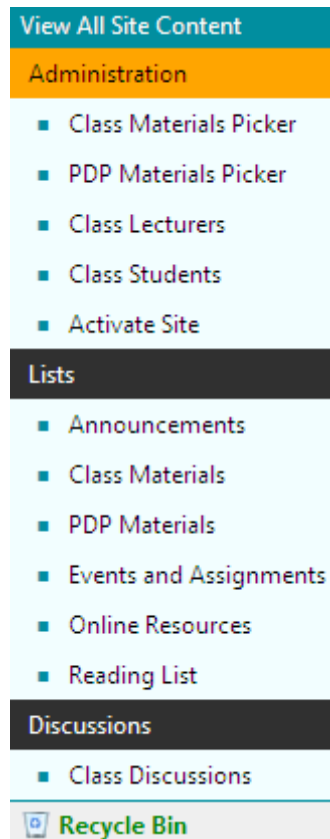 View All Site Content
Administration
Class Materials Picker
PDP Materials Picker
Class Lecturers
Class Students
Activate Site
Lists
Announcements
Class Materials
PDP Materials
Events and Assignments
Online Resources
Reading List
Discussions
Class Discussions
Recycle Bin